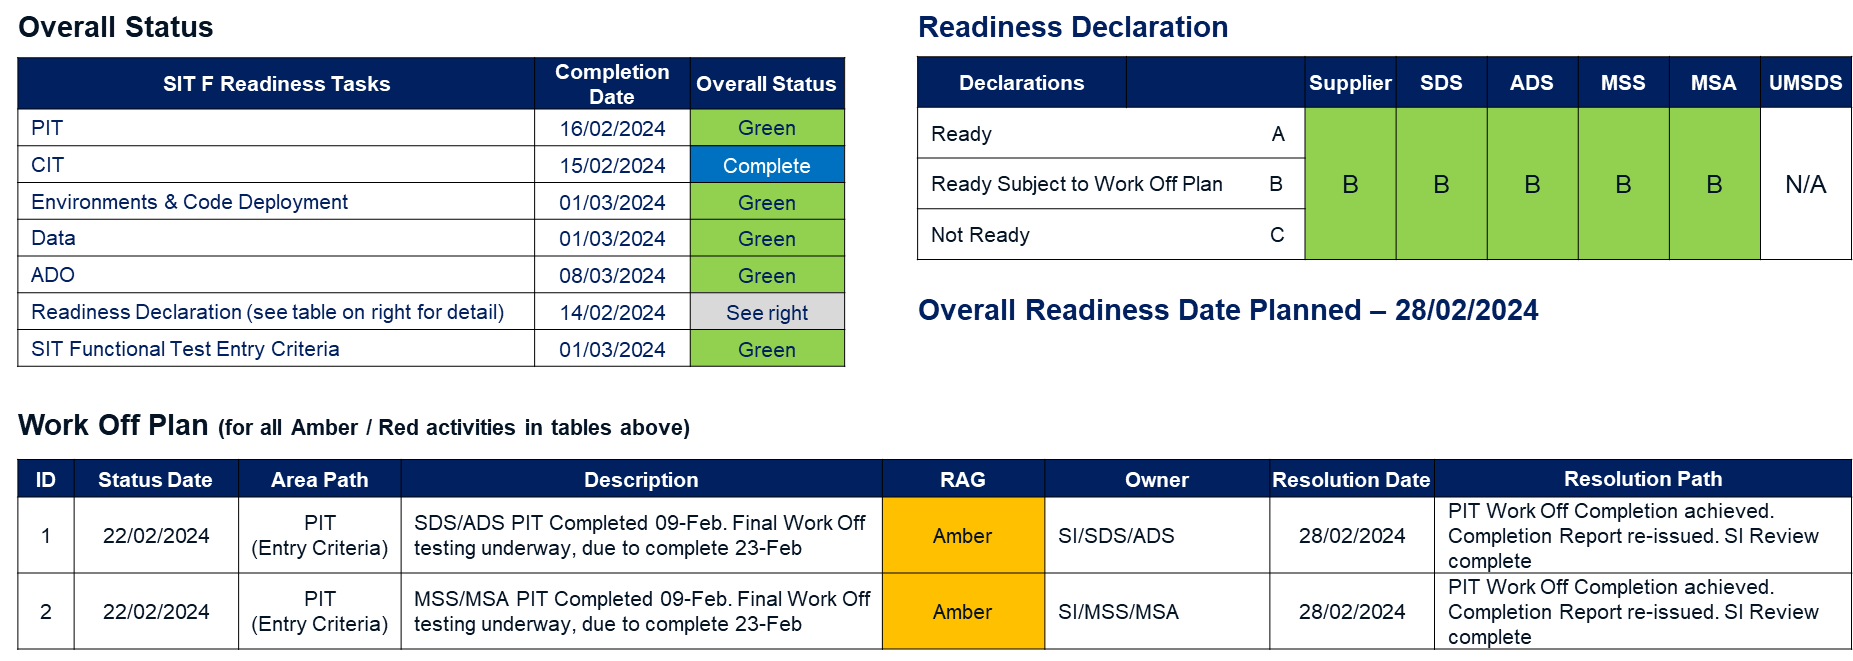 Overall Status
SIT F Readiness Tasks Completion Date Overall Status
PIT 16/02/2024 Green
CIT 15/02/2024 Complete
Environments & Code Deployment 01/03/2024 Green
Data 01/03/2024 Green
ADO 08/03/2024 Green
Readiness Declaration (see table on right for detail) 14/02/2024 See right
SIT Functional Test Entry Criteria 01/03/2024 Green
Readiness Declaration
Declarations Supplier SDS ADS MSS MSA UMSDS
Ready A
Ready Subject to Work Off Plan B B B B B B N/A
Not Ready C
Overall Readiness Date Planned – 28/02/2024
Work Off Plan (for all Amber / Red activities in tables above)
ID Status Date Area Path Description RAG Owner Resolution Date Resolution Path
1 22/02/2024
PIT
(Entry Criteria)
SDS/ADS PIT Completed 09-Feb. Final Work Off
testing underway, due to complete 23-Feb
Amber SI/SDS/ADS 28/02/2024
PIT Work Off Completion achieved.
Completion Report re-issued. SI Review
complete
2 22/02/2024
PIT
(Entry Criteria)
MSS/MSA PIT Completed 09-Feb. Final Work Off
testing underway, due to complete 23-Feb
Amber SI/MSS/MSA 28/02/2024
PIT Work Off Completion achieved.
Completion Report re-issued. SI Review
complete